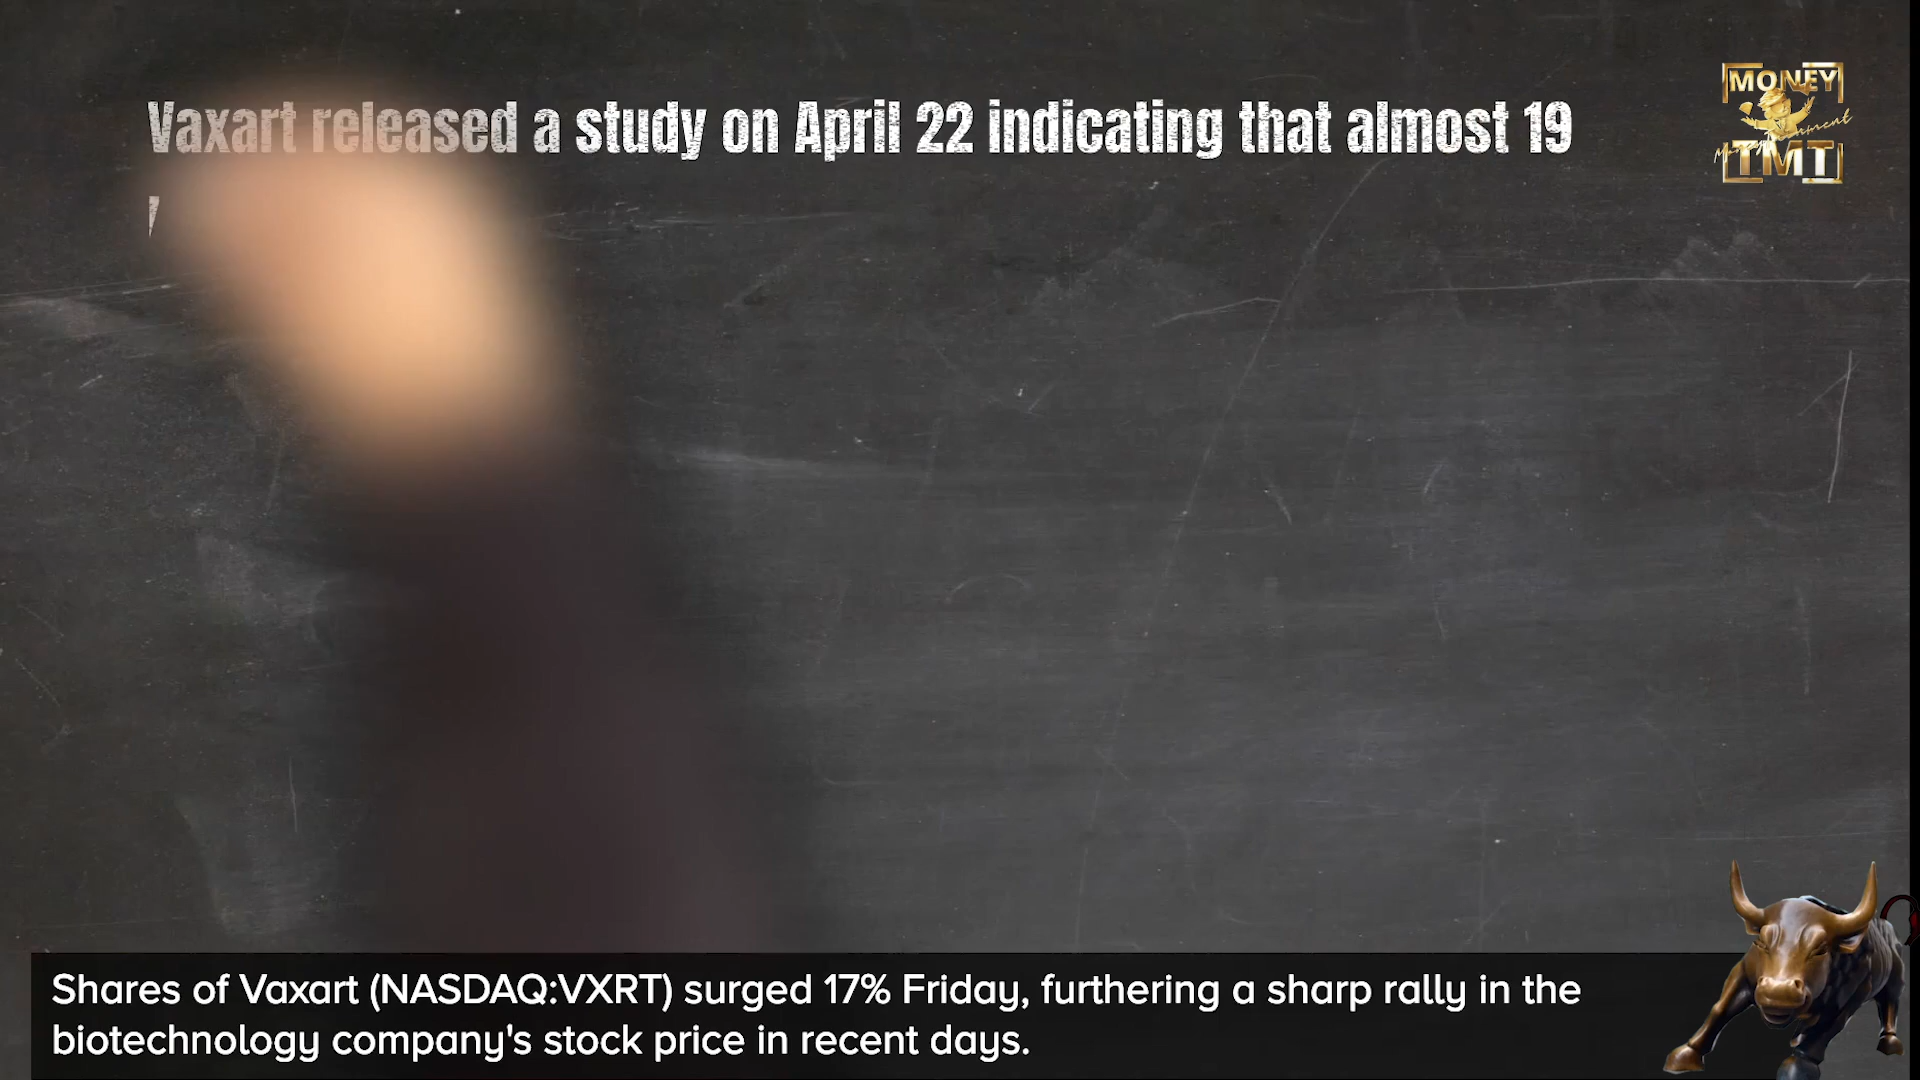 Vaxart released a study on April 22 indicating that almost 19
MONEY
TMT
Shares of Vaxart (NASDAQ:VXRT) surged 17% Friday, furthering a sharp rally in the
biotechnology company's stock price in recent days.